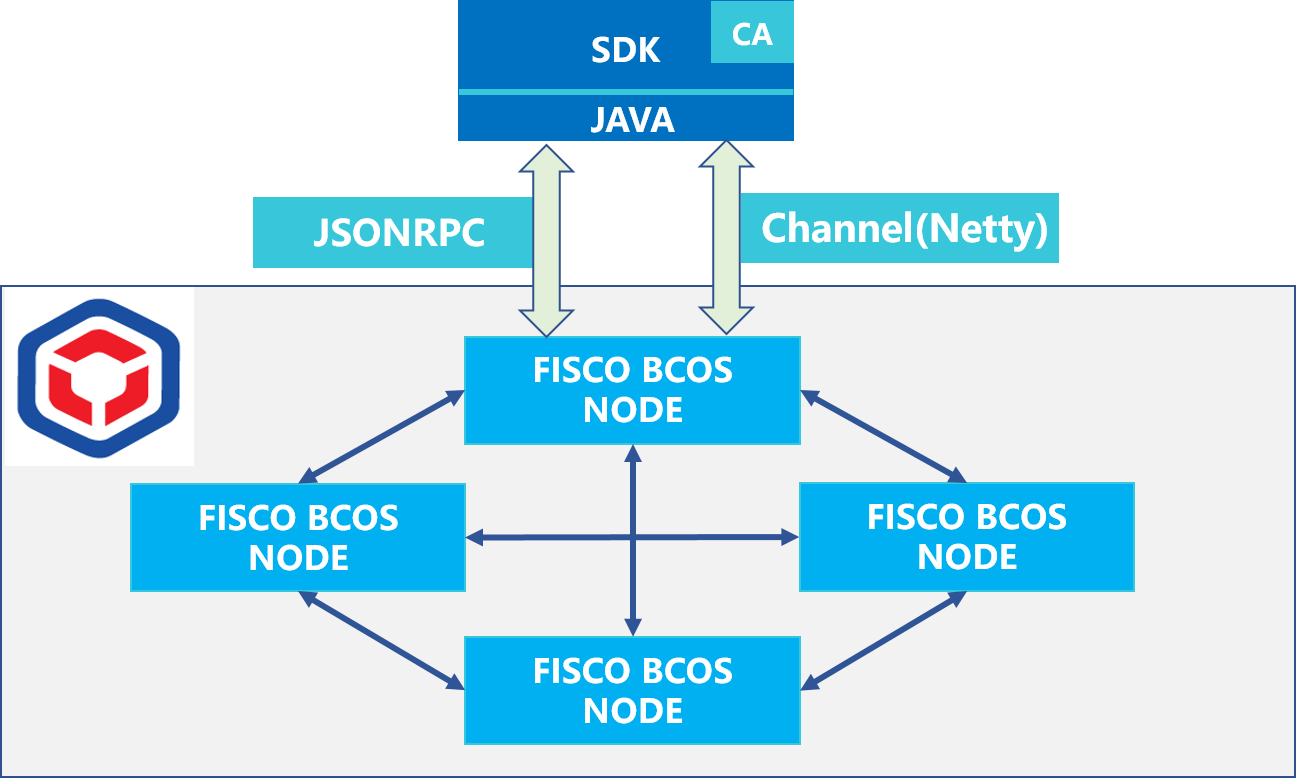 SDK
CA
JAVA
JSONRPC
Channel(Netty)
FISCO BCOS
NODE
FISCO BCOS
NODE
FISCO BCOS
NODE
FISCO BCOS
NODE